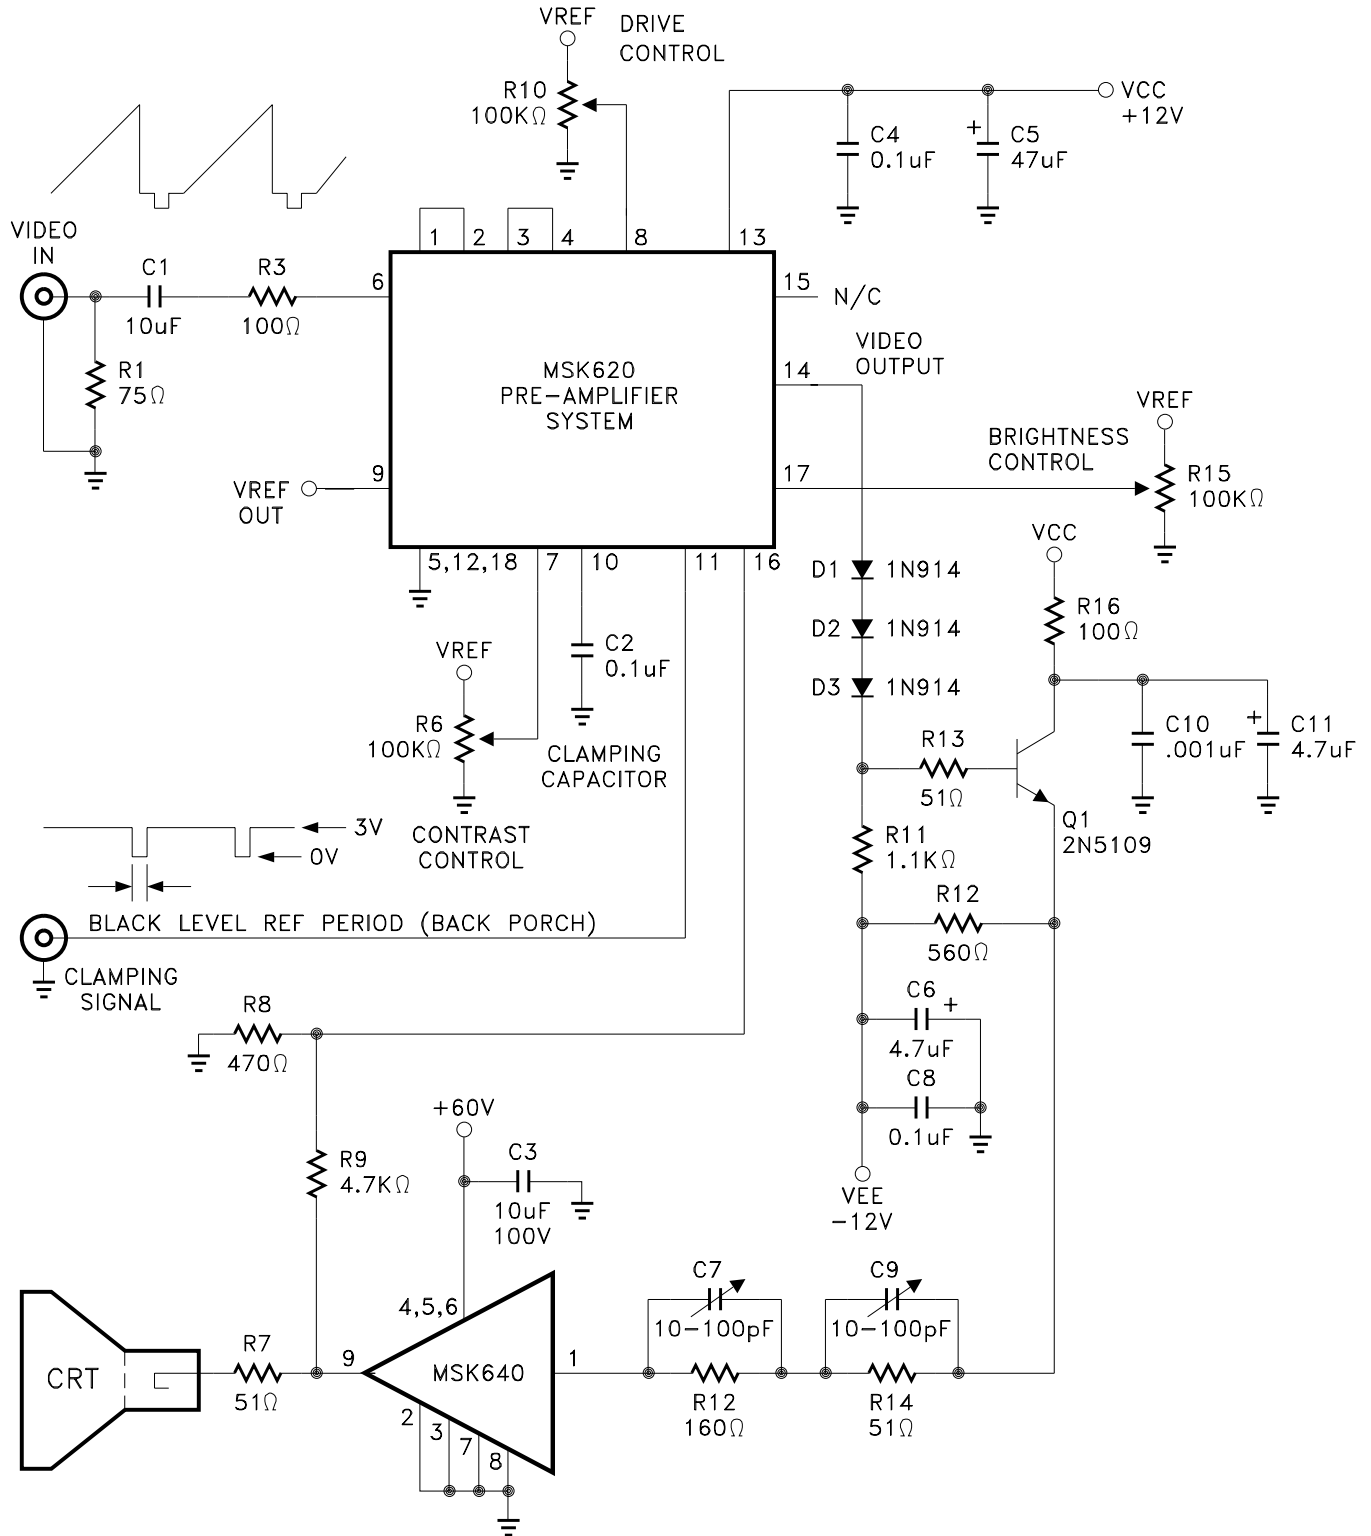 VREF
DRIVE
CONTROL
R10
100KΩ
VCC
+12V
C4
0.1uF
+
C5
47uF
VIDEO
IN
1
2
3
4
8
13
C1
10uF
R3
100Ω
6
15
N/C
R1
75Ω
MSK620
PRE-AMPLIFIER
SYSTEM
14
VIDEO
OUTPUT
VREF
BRIGHTNESS
CONTROL
R15
100KΩ
VREF
OUT
9
17
5,12,18
7
10
11
16
D1
1N914
VCC
R16
100Ω
D2
1N914
VREF
C2
0.1uF
D3
1N914
R6
100KΩ
CLAMPING
CAPACITOR
R13
51Ω
C10
.001uF
+
C11
4.7uF
Q1
2N5109
CONTRAST
CONTROL
3V
0V
R11
1.1KΩ
BLACK LEVEL REF PERIOD (BACK PORCH)
R12
560Ω
CLAMPING
SIGNAL
R8
470Ω
C6
+
4.7uF
C8
0.1uF
+60V
C3
10uF
100V
R9
4.7KΩ
VEE
-12V
C7
10-100pF
C9
10-100pF
4,5,6
CRT
R7
51Ω
9
MSK640
1
R12
160Ω
R14
51Ω
2
3
7
8